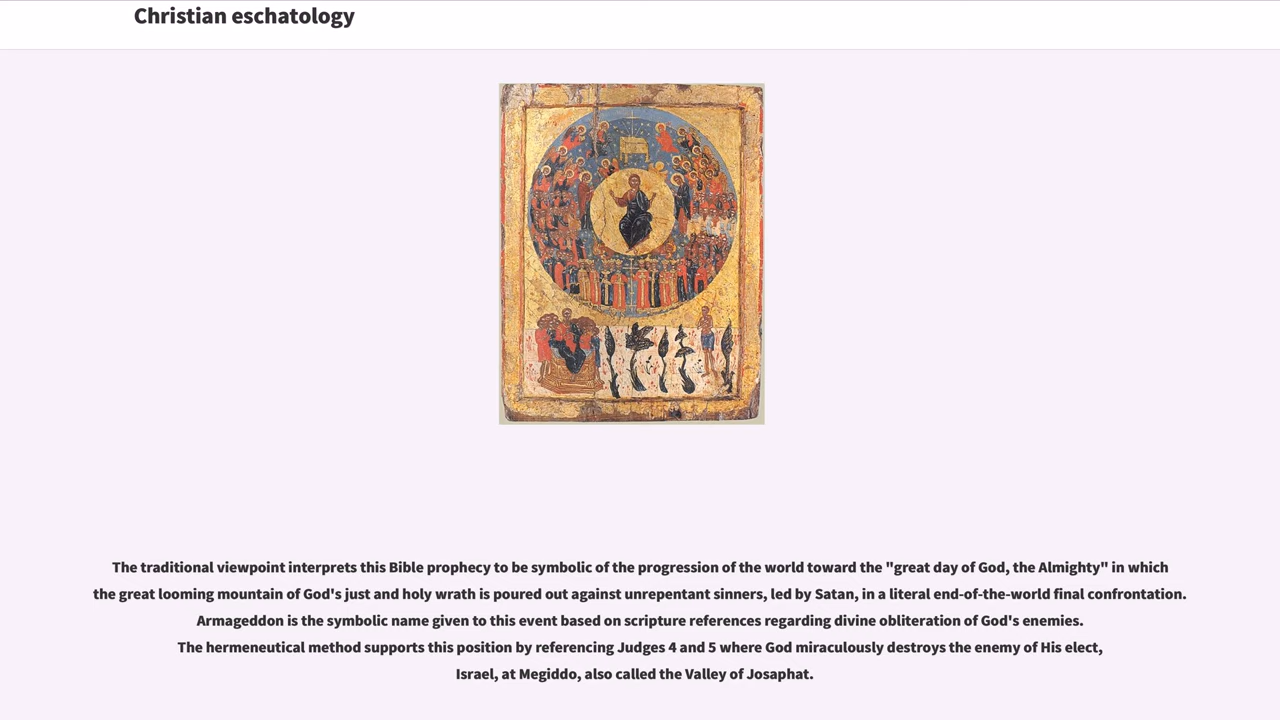 Christian eschatology
The traditional viewpoint interprets this Bible prophecy to be symbolic of the progression of the world toward the "great day of God, the Almighty" in which
the great looming mountain of God's just and holy wrath is poured out against unrepentant sinners, led by Satan, in a literal end-of-the-world final confrontation.
Armageddon is the symbolic name given to this event based on scripture references regarding divine obliteration of God's enemies.
The hermeneutical method supports this position by referencing Judges 4 and 5 where God miraculously destroys the enemy of His elect,
Israel, at Megiddo, also called the Valley of Josaphat.